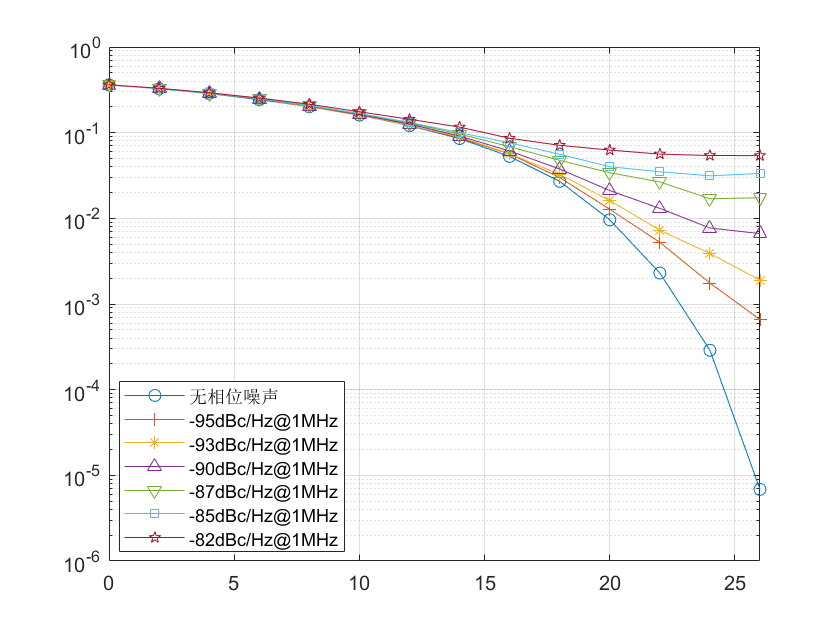 10^0
10^-1
10^-2
10^-3
10^-4
10^-5
10^-6
无相位噪声
-95dBc/Hz@1MHz
-93dBc/Hz@1MHz
-90dBc/Hz@1MHz
-87dBc/Hz@1MHz
-85dBc/Hz@1MHz
-82dBc/Hz@1MHz
0 5 10 15 20 25